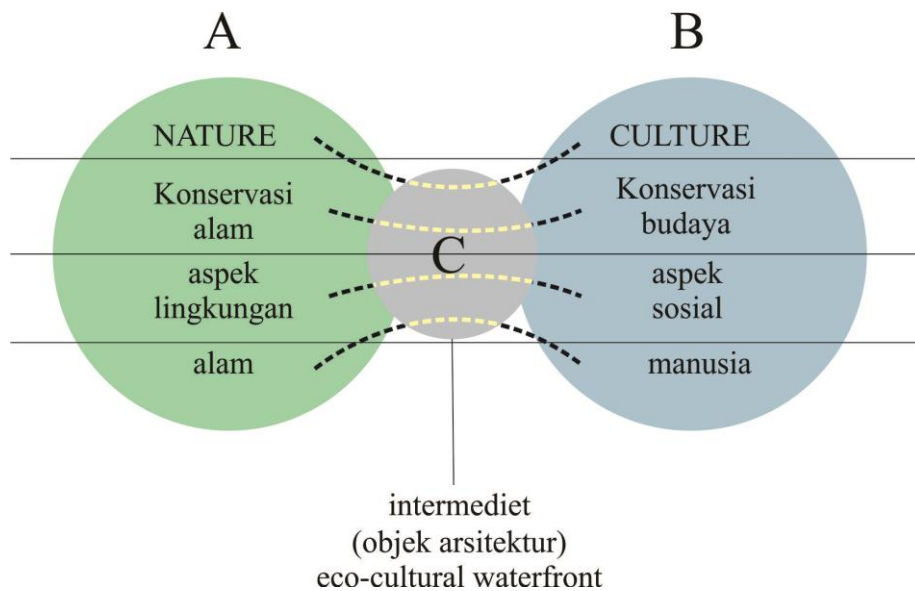 A
B
NATURE
CULTURE
Konservasi
alam
Konservasi
budaya
C
aspek
lingkungan
aspek
sosial
alam
manusia
intermediet
(objek arsitektur)
eco-cultural waterfront